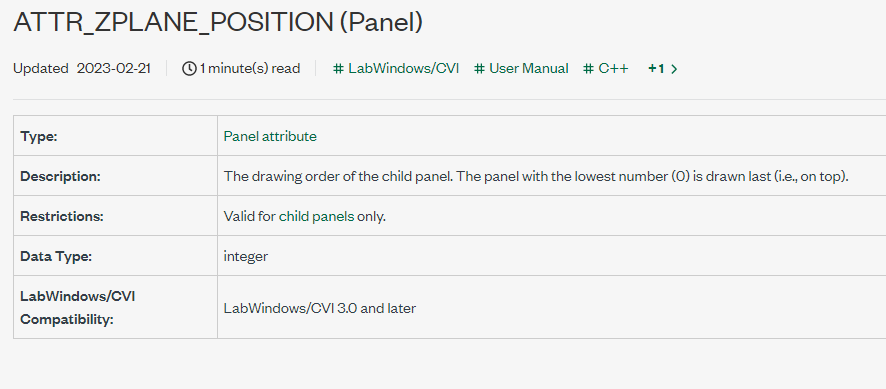 ATTR_ZPLANE_POSITION (Panel)
Updated 2023-02-21 1 minute(s) read # LabWindows/CVI # User Manual # C++ +1 >
Type: Panel attribute
Description: The drawing order of the child panel. The panel with the lowest number (0) is drawn last (i.e., on top).
Restrictions: Valid for child panels only.
Data Type: integer
LabWindows/CVI
Compatibility: LabWindows/CVI 3.0 and later